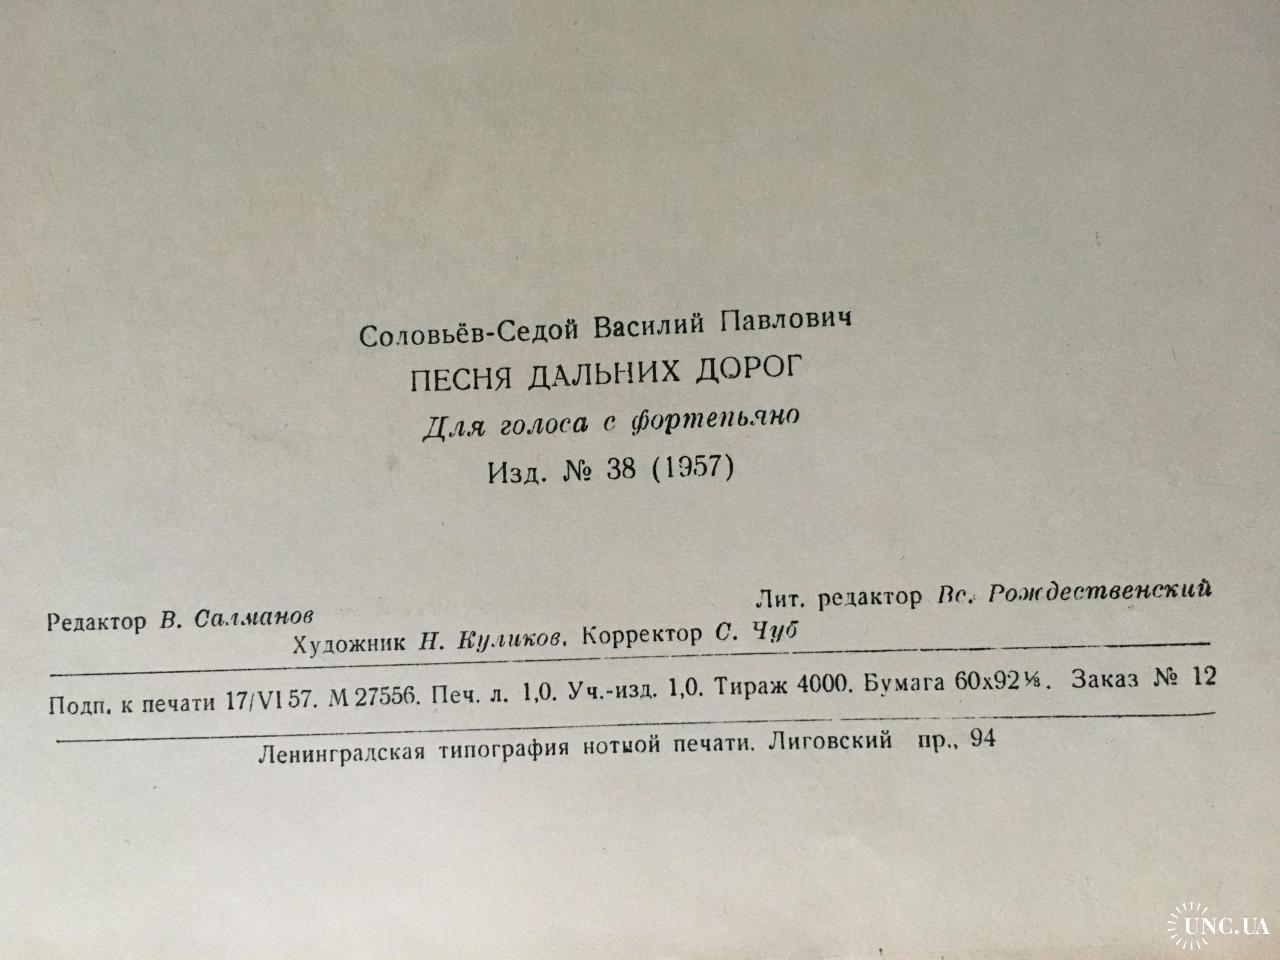 Соловьёв-Седой Василий Павлович
ПЕСНЯ ДАЛЬНИХ ДОРОГ
Для голоса с фортепьяно
Изд. № 38 (1957)
Редактор В. Салманов
Лит. редактор Вс. Рождественский
Художник Н. Куликов. Корректор С. Чуб
Подп. к печати 17/VI 57. М 27556. Печ. л. 1,0. Уч.-изд. 1,0. Тираж 4000. Бумага 60х92⅛. Заказ № 12
Ленинградская типография нотной печати. Лиговский пр., 94
UNC.UA